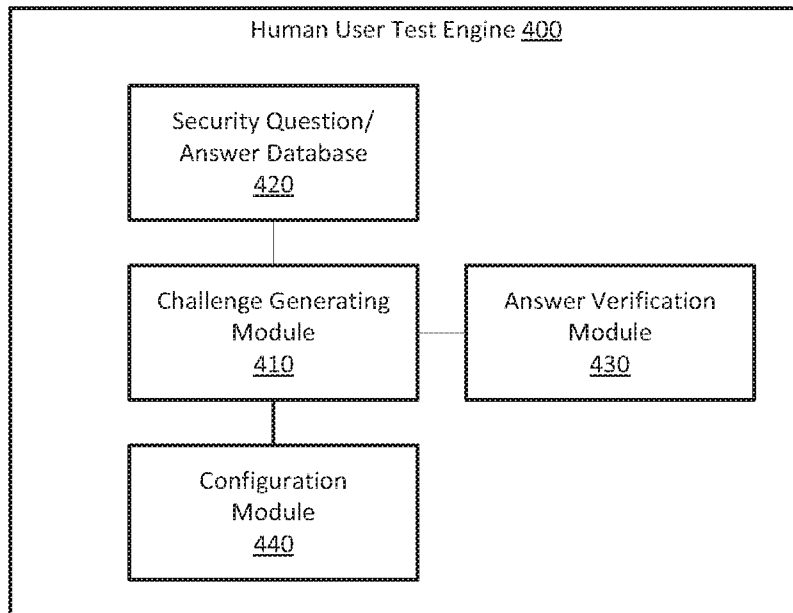 Human User Test Engine 400
Security Question/
Answer Database
420
Challenge Generating
Module
410
Answer Verification
Module
430
Configuration
Module
440